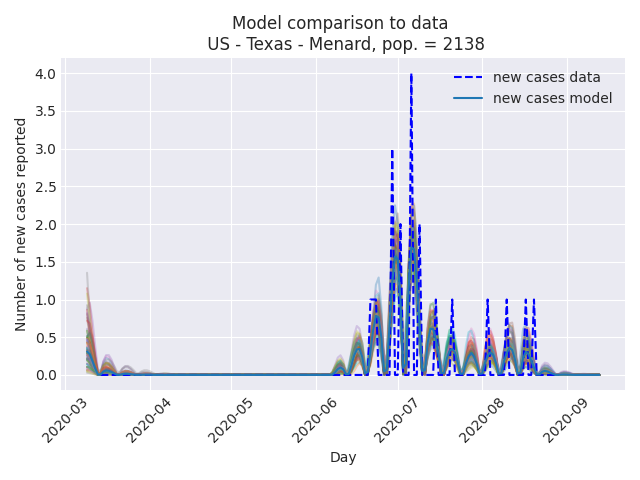 Model comparison to data
US - Texas - Menard, pop. = 2138
new cases data
new cases model
Number of new cases reported
4.0
3.5
3.0
2.5
2.0
1.5
1.0
0.5
0.0
2020-03
2020-04
2020-05
2020-06
2020-07
2020-08
2020-09
Day